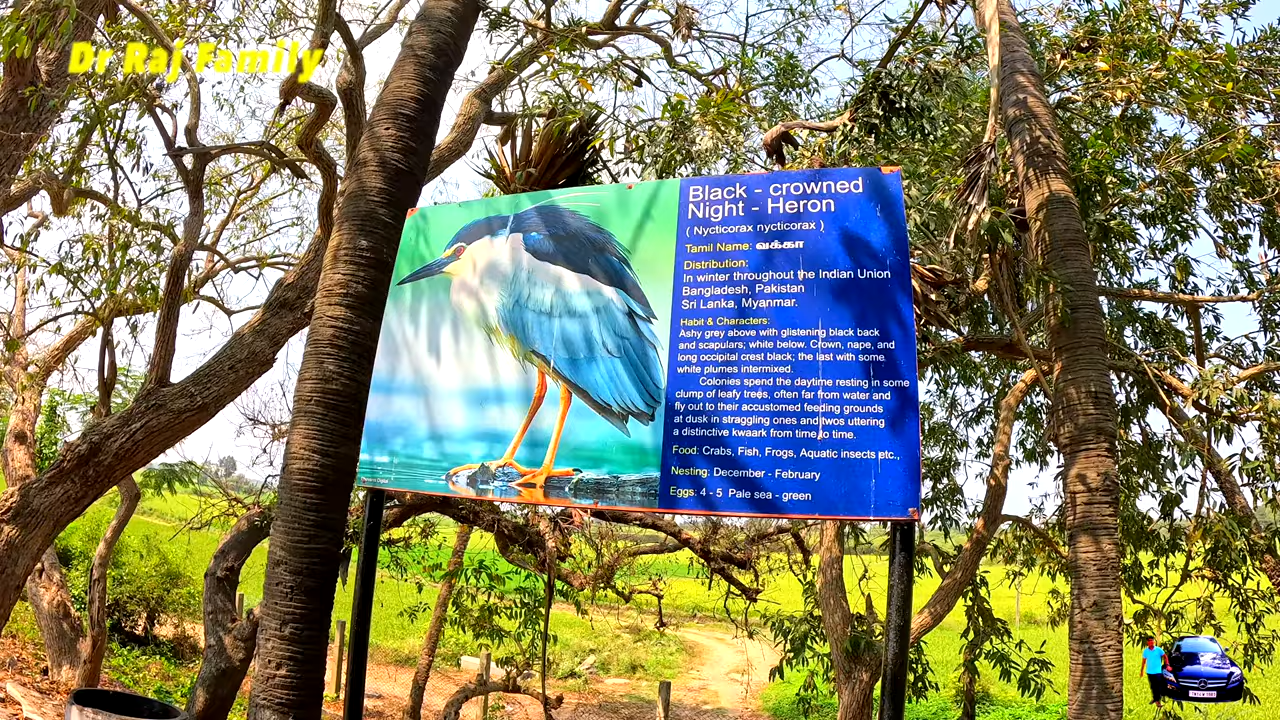 Dr Raj Family
Black - crowned
Night - Heron
( Nycticorax nycticorax )
Tamil Name: வக்கா
Distribution:
In winter throughout the Indian Union
Bangladesh, Pakistan
Sri Lanka, Myanmar.
Habit & Characters:
Ashy grey above with glistening black back
and scapulars; white below. Crown, nape, and
long occipital crest black; the last with some
white plumes intermixed.
Colonies spend the daytime resting in some
clump of leafy trees, often far from water and
fly out to their accustomed feeding grounds
at dusk in straggling ones and twos uttering
a distinctive kwaark from time to time.
Food: Crabs, Fish, Frogs, Aquatic insects etc.,
Nesting: December - February
Eggs: 4 - 5 Pale sea - green